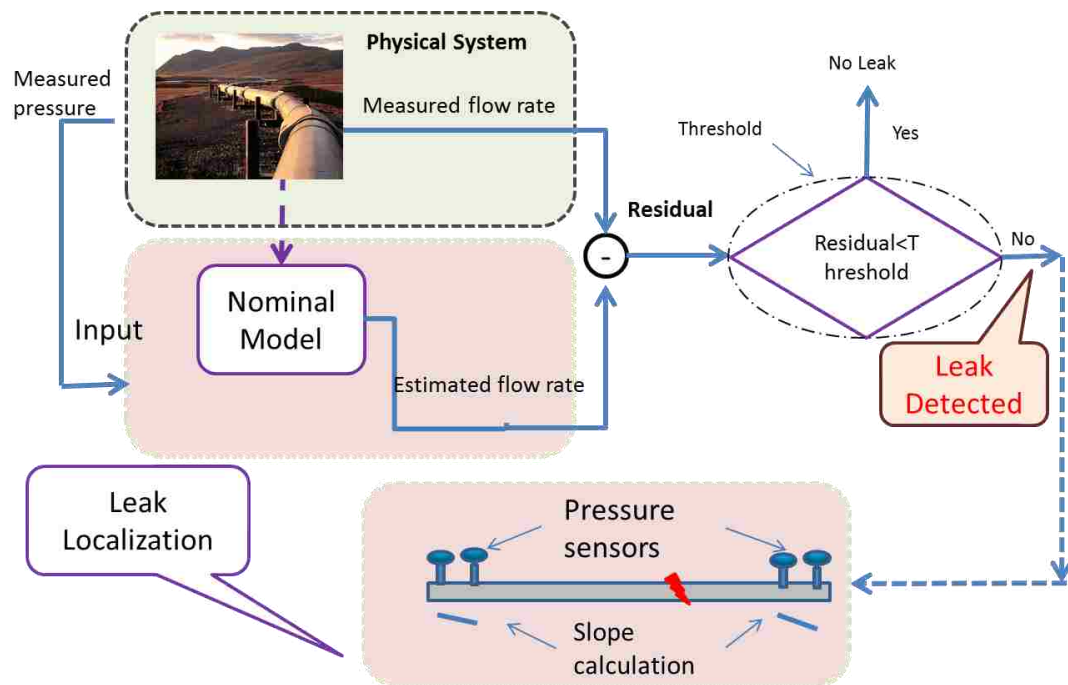 Physical System
Measured
pressure
Measured flow rate
No Leak
Threshold
Yes
Residual
-
Residual<T
hreshold
No
Nominal
Model
Input
Estimated flow rate
Leak
Detected
Leak
Localization
Pressure
sensors
Slope
calculation